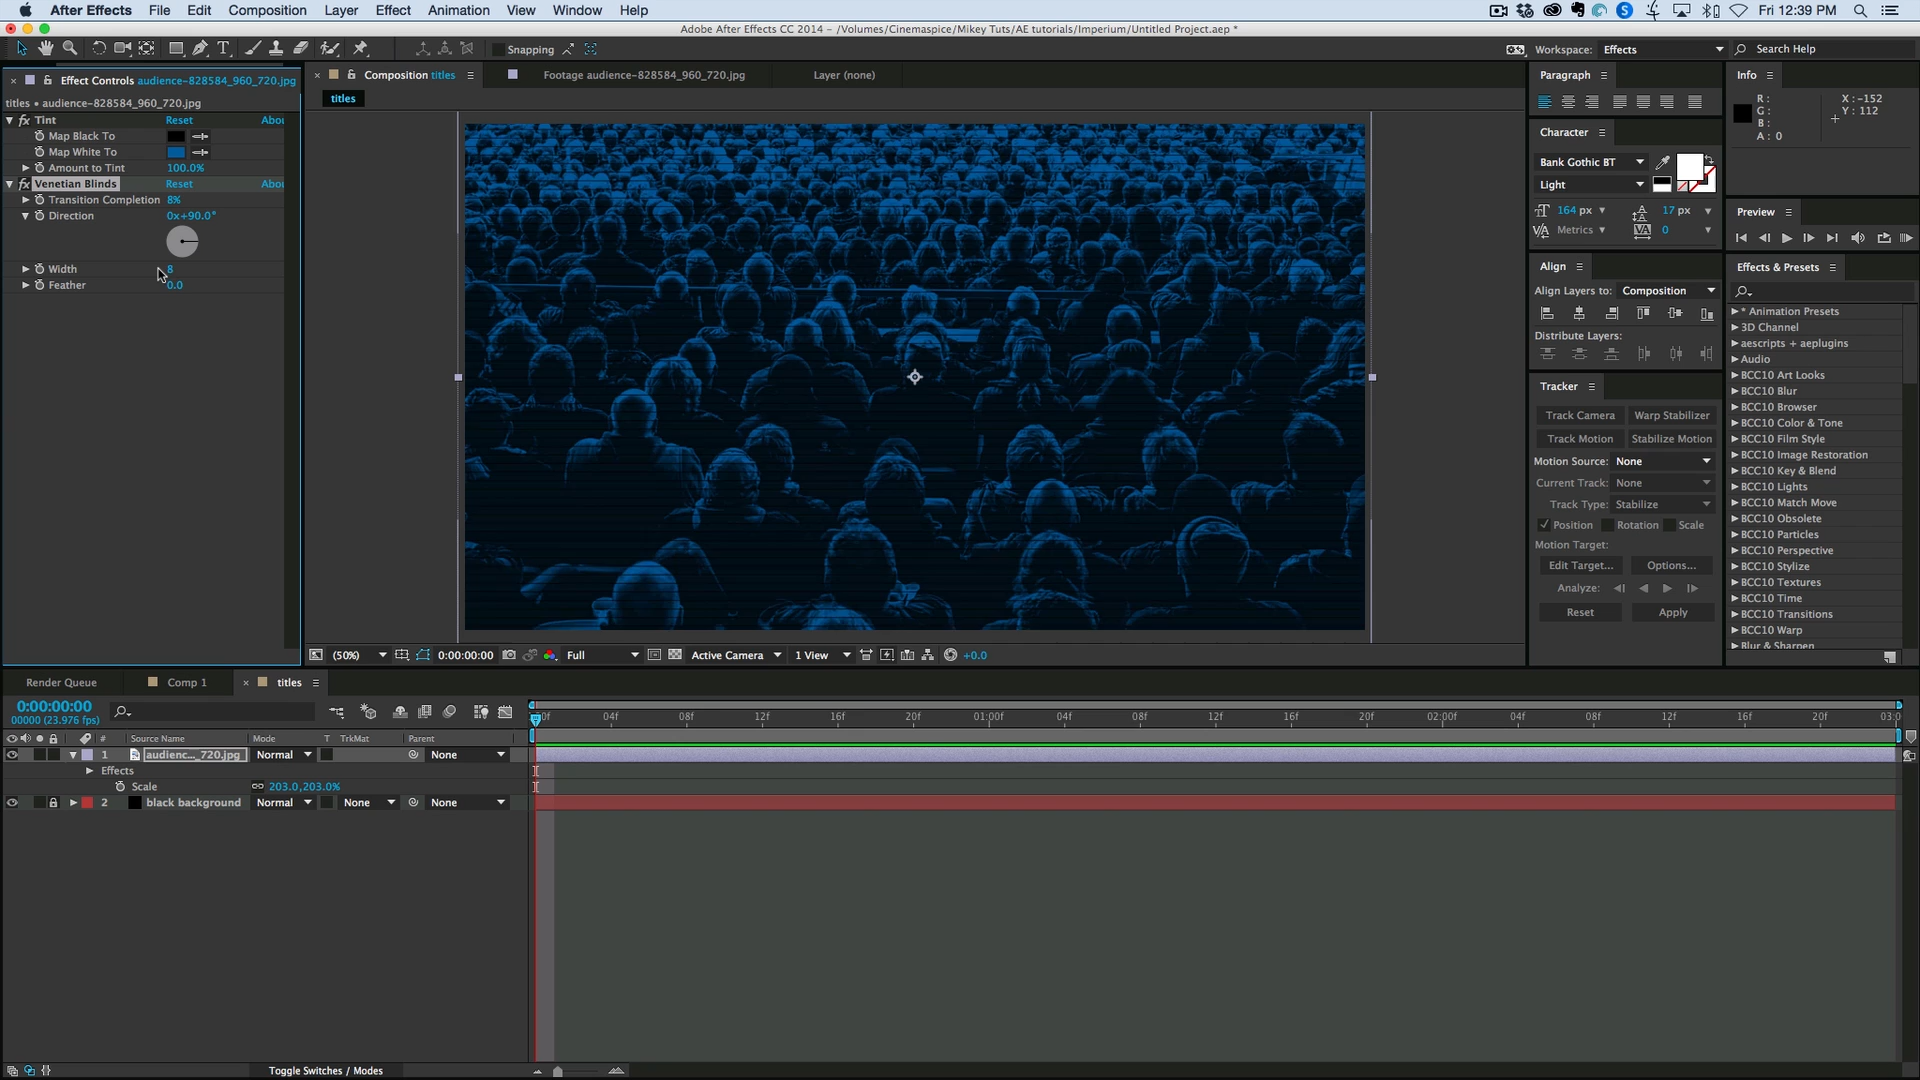 After Effects File Edit Composition Layer Effect Animation View Window Help
Fri 12:39 PM
Adobe After Effects CC 2014 - /Volumes/Cinemaspice/Mikey Tuts/AE tutorials/Imperium/Untitled Project.aep *
Snapping
Workspace: Effects
Search Help
Effect Controls audience-828584_960_720.jpg
Composition titles
Footage audience-828584_960_720.jpg
Layer (none)
titles
titles • audience-828584_960_720.jpg
fx Tint Reset Abou
Map Black To
Map White To
Amount to Tint 100.0%
fx Venetian Blinds Reset Abou
Transition Completion 8%
Direction 0x+90.0°
Width 8
Feather 0.0
Paragraph
Character
Bank Gothic BT
Light
164 px
17 px
Metrics
0
Align
Align Layers to: Composition
Distribute Layers:
Tracker
Track Camera Warp Stabilizer
Track Motion Stabilize Motion
Motion Source: None
Current Track: None
Track Type: Stabilize
Position Rotation Scale
Motion Target:
Edit Target... Options...
Analyze:
Reset Apply
Info
R:
G:
B:
A: 0
X: -152
Y: 112
Preview
Effects & Presets
* Animation Presets
3D Channel
aescripts + aeplugins
Audio
BCC10 Art Looks
BCC10 Blur
BCC10 Browser
BCC10 Color & Tone
BCC10 Film Style
BCC10 Image Restoration
BCC10 Key & Blend
BCC10 Lights
BCC10 Match Move
BCC10 Obsolete
BCC10 Particles
BCC10 Perspective
BCC10 Stylize
BCC10 Textures
BCC10 Time
BCC10 Transitions
BCC10 Warp
Blur & Sharpen
(50%) 0:00:00:00 Full Active Camera 1 View +0.0
Render Queue Comp 1 titles
0:00:00:00
00000 (23.976 fps)
00f 04f 08f 12f 16f 20f 01:00f 04f 08f 12f 16f 20f 02:00f 04f 08f 12f 16f 20f 03:0
# Source Name Mode T TrkMat Parent
1 audienc..._720.jpg Normal None
Effects
Scale 203.0,203.0%
2 black background Normal None None
Toggle Switches / Modes